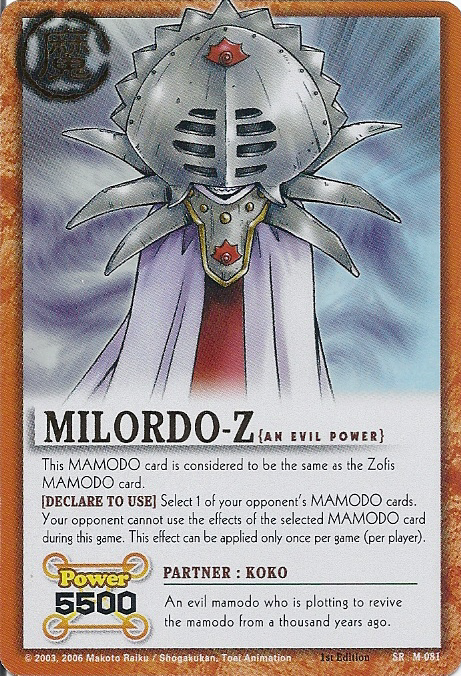 魔
MILORDO-Z {AN EVIL POWER}
This MAMODO card is considered to be the same as the Zofis
MAMODO card.
[DECLARE TO USE] Select 1 of your opponent's MAMODO cards.
Your opponent cannot use the effects of the selected MAMODO card
during this game. This effect can be applied only once per game (per player).
Power
5500
PARTNER : KOKO
An evil mamodo who is plotting to revive
the mamodo from a thousand years ago.
© 2003, 2006 Makoto Raiku / Shogakukan, Toei Animation 1st Edition SR M-081